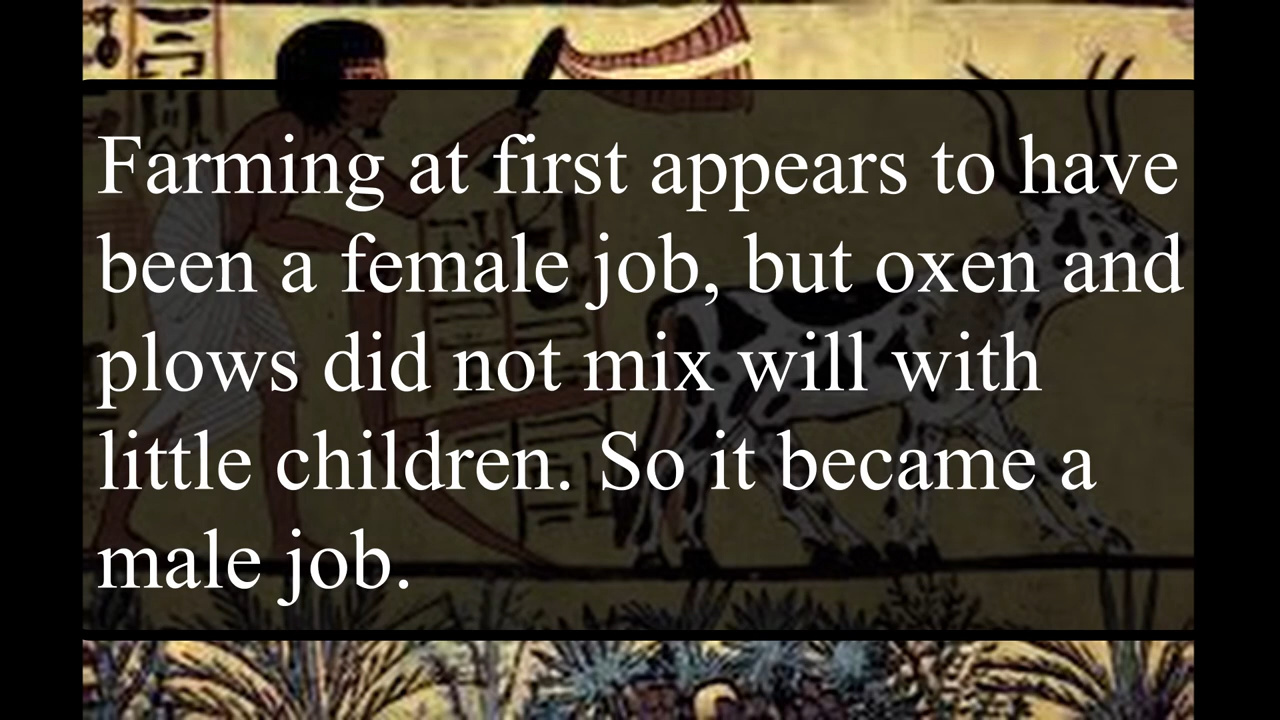 Farming at first appears to have
been a female job, but oxen and
plows did not mix will with
little children. So it became a
male job.